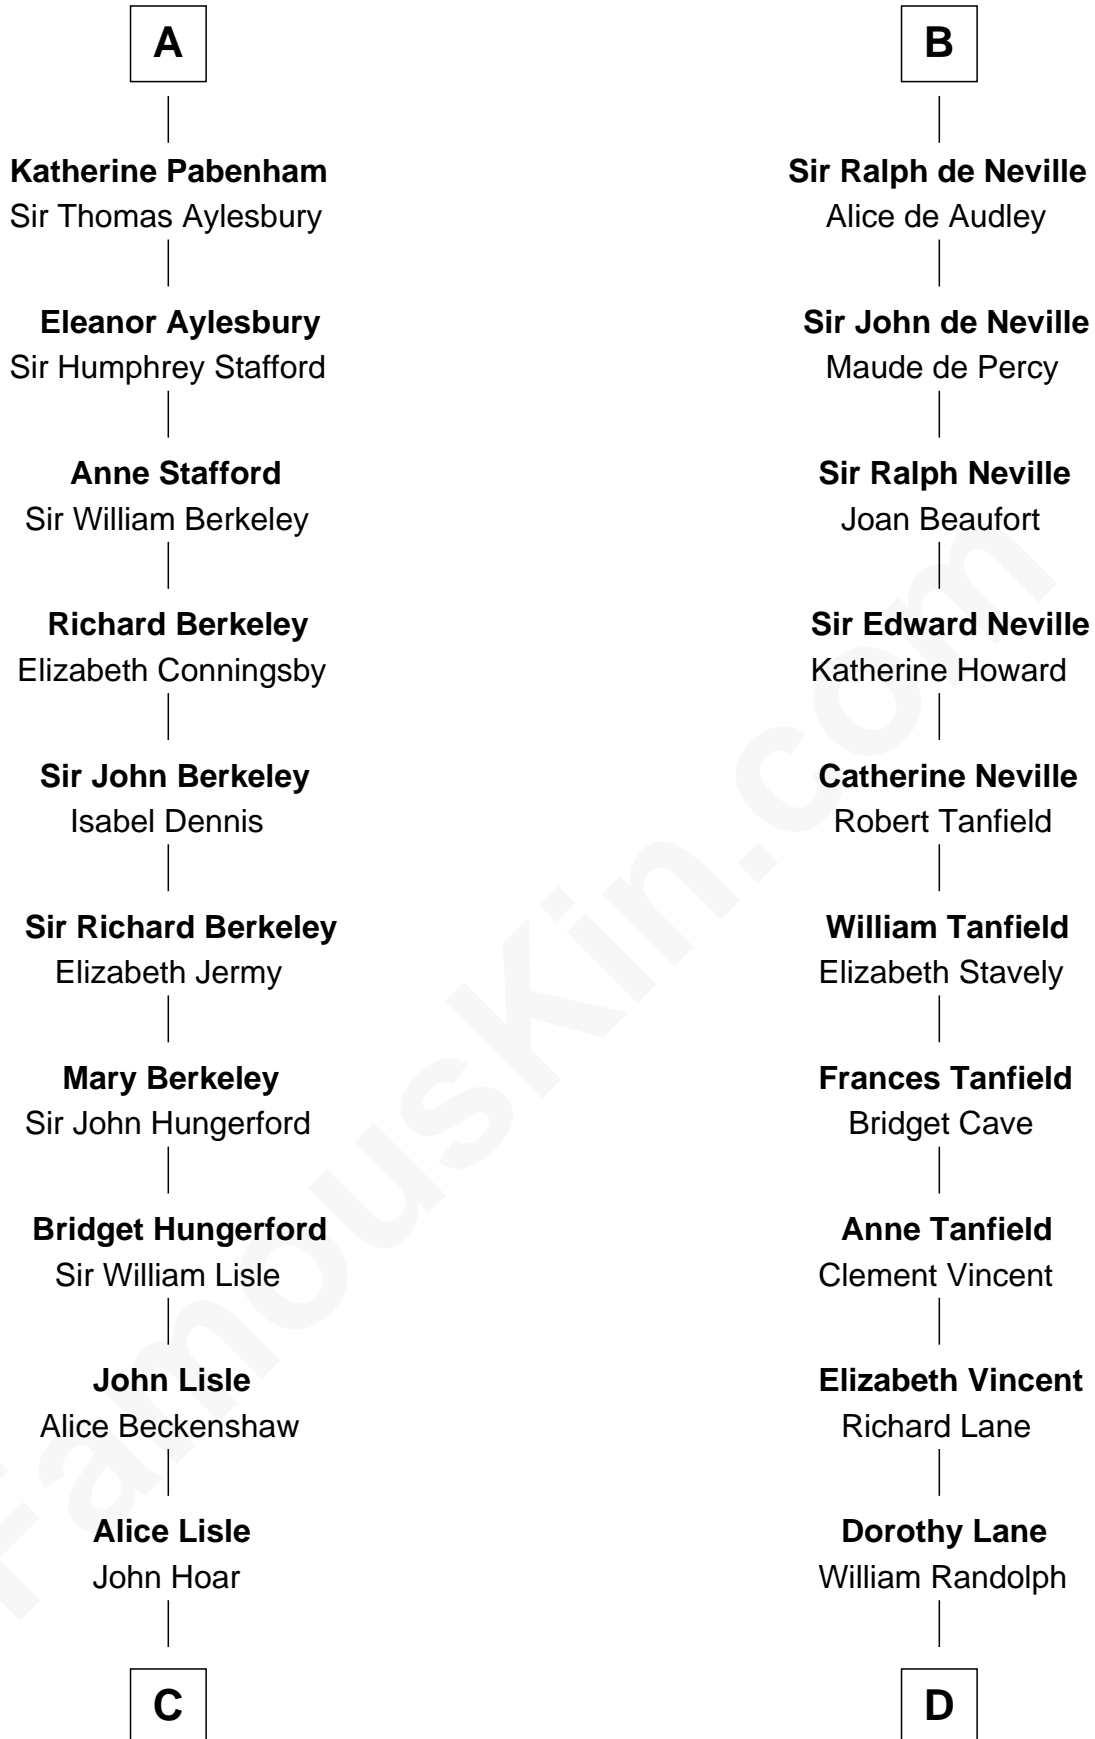 A
Katherine Pabenham
Sir Thomas Aylesbury
Eleanor Aylesbury
Sir Humphrey Stafford
Anne Stafford
Sir William Berkeley
Richard Berkeley
Elizabeth Conningsby
Sir John Berkeley
Isabel Dennis
Sir Richard Berkeley
Elizabeth Jermy
Mary Berkeley
Sir John Hungerford
Bridget Hungerford
Sir William Lisle
John Lisle
Alice Beckenshaw
Alice Lisle
John Hoar
C
B
Sir Ralph de Neville
Alice de Audley
Sir John de Neville
Maude de Percy
Sir Ralph Neville
Joan Beaufort
Sir Edward Neville
Katherine Howard
Catherine Neville
Robert Tanfield
William Tanfield
Elizabeth Stavely
Frances Tanfield
Bridget Cave
Anne Tanfield
Clement Vincent
Elizabeth Vincent
Richard Lane
Dorothy Lane
William Randolph
D
FamousKin.com